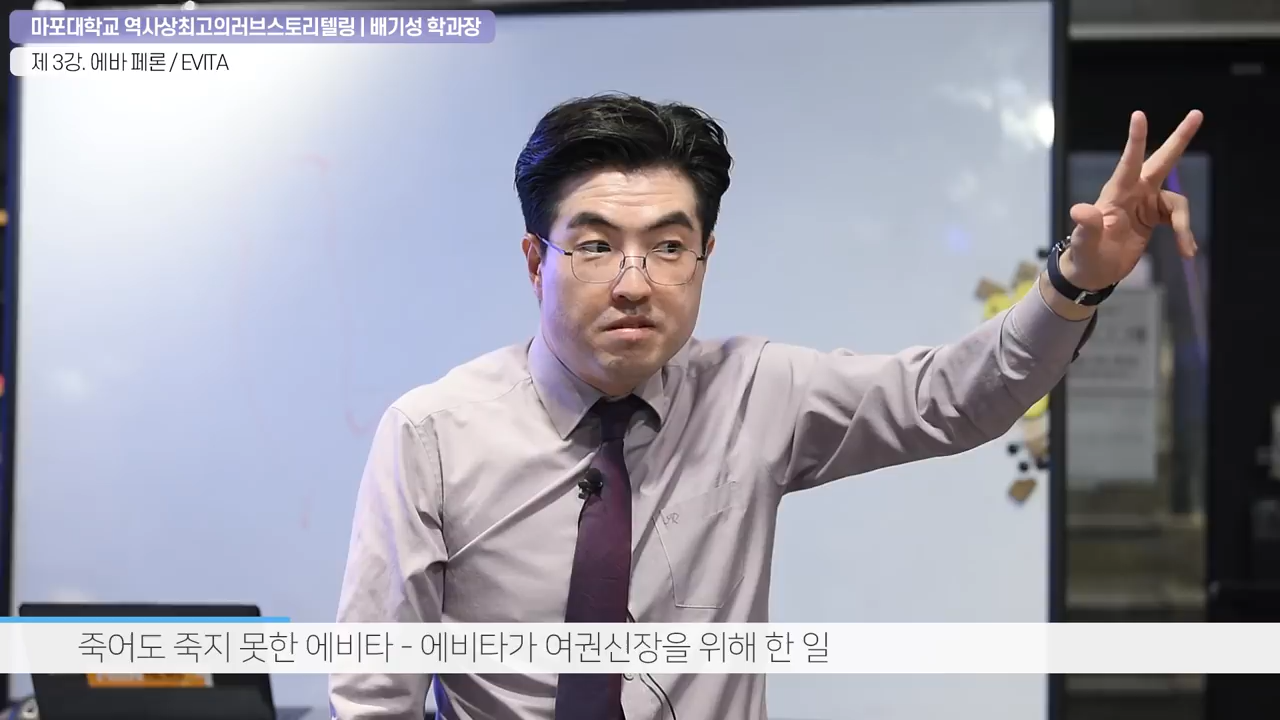 마포대학교 역사상최고의러브스토리텔링 | 배기성 학과장
제 3강. 에바 페론 / EVITA
죽어도 죽지 못한 에비타 - 에비타가 여권신장을 위해 한 일